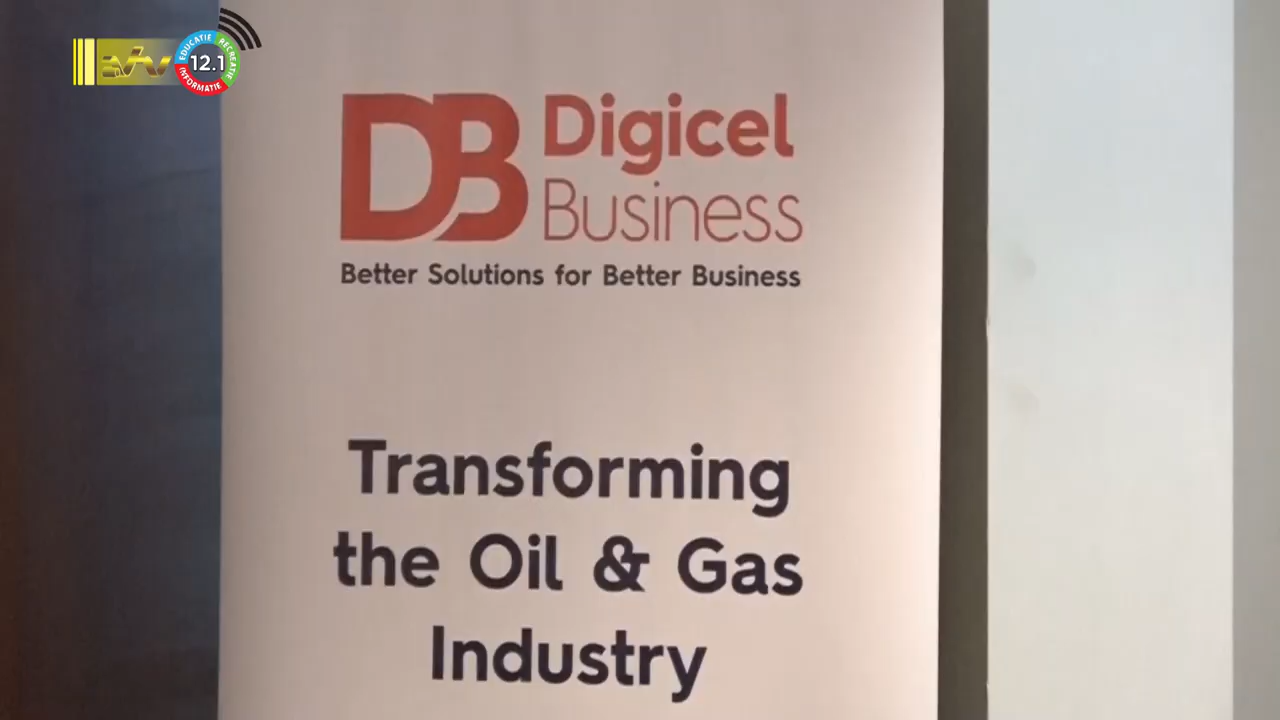 EDUCATIE
RECREATIE
INFORMATIE
12.1
DB
Digicel
Business
Better Solutions for Better Business
Transforming
the Oil & Gas
Industry